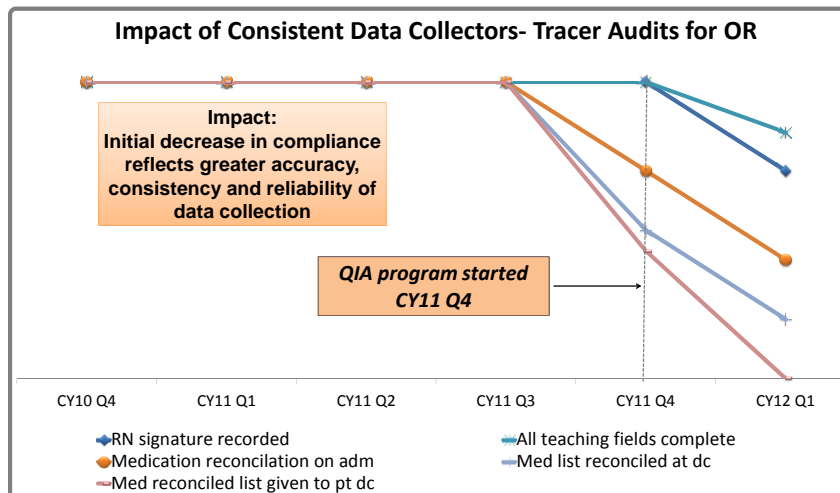 Impact of Consistent Data Collectors- Tracer Audits for OR
Impact:
Initial decrease in compliance
reflects greater accuracy,
consistency and reliability of
data collection
QIA program started
CY11 Q4
CY10 Q4
CY11 Q1
CY11 Q2
CY11 Q3
CY11 Q4
CY12 Q1
RN signature recorded
All teaching fields complete
Medication reconcilation on adm
Med list reconciled at dc
Med reconciled list given to pt dc